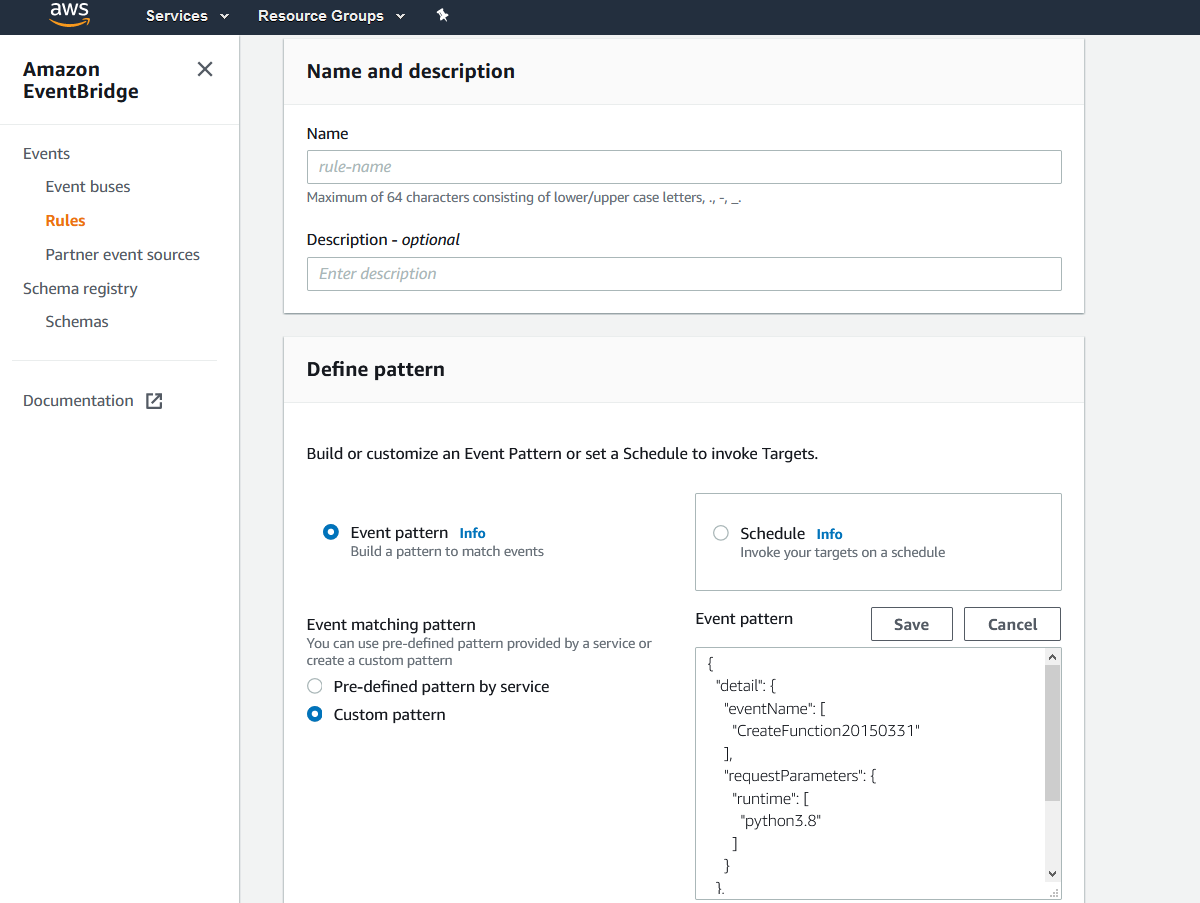 aws
Services
Resource Groups
Amazon
EventBridge
Events
Event buses
Rules
Partner event sources
Schema registry
Schemas
Documentation
Name and description
Name
rule-name
Maximum of 64 characters consisting of lower/upper case letters, ., -, _.
Description - optional
Enter description
Define pattern
Build or customize an Event Pattern or set a Schedule to invoke Targets.
Event pattern Info
Build a pattern to match events
Schedule Info
Invoke your targets on a schedule
Event matching pattern
You can use pre-defined pattern provided by a service or
create a custom pattern
Pre-defined pattern by service
Custom pattern
Event pattern
Save
Cancel
{
"detail": {
"eventName": [
"CreateFunction20150331"
],
"requestParameters": {
"runtime": [
"python3.8"
]
}
},